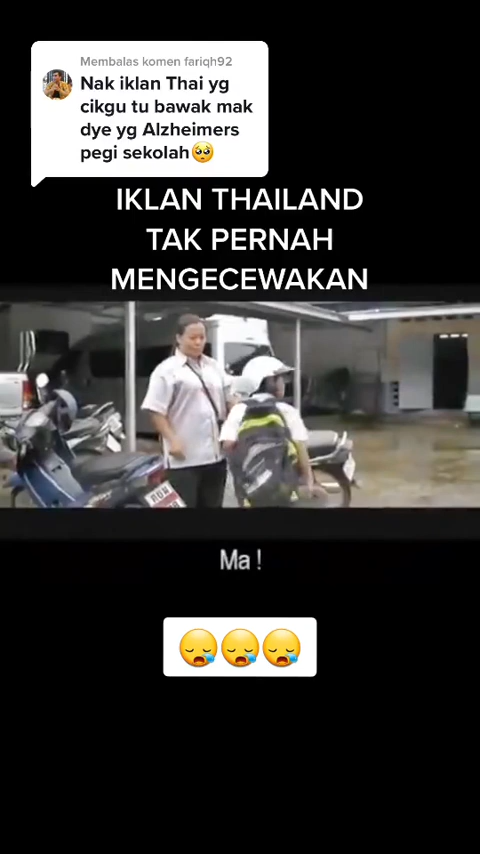 Membalas komen fariqh92
Nak iklan Thai yg
cikgu tu bawak mak
dye yg Alzheimers
pegi sekolah🥺
IKLAN THAILAND
TAK PERNAH
MENGECEWAKAN
Ma !
😪😪😪